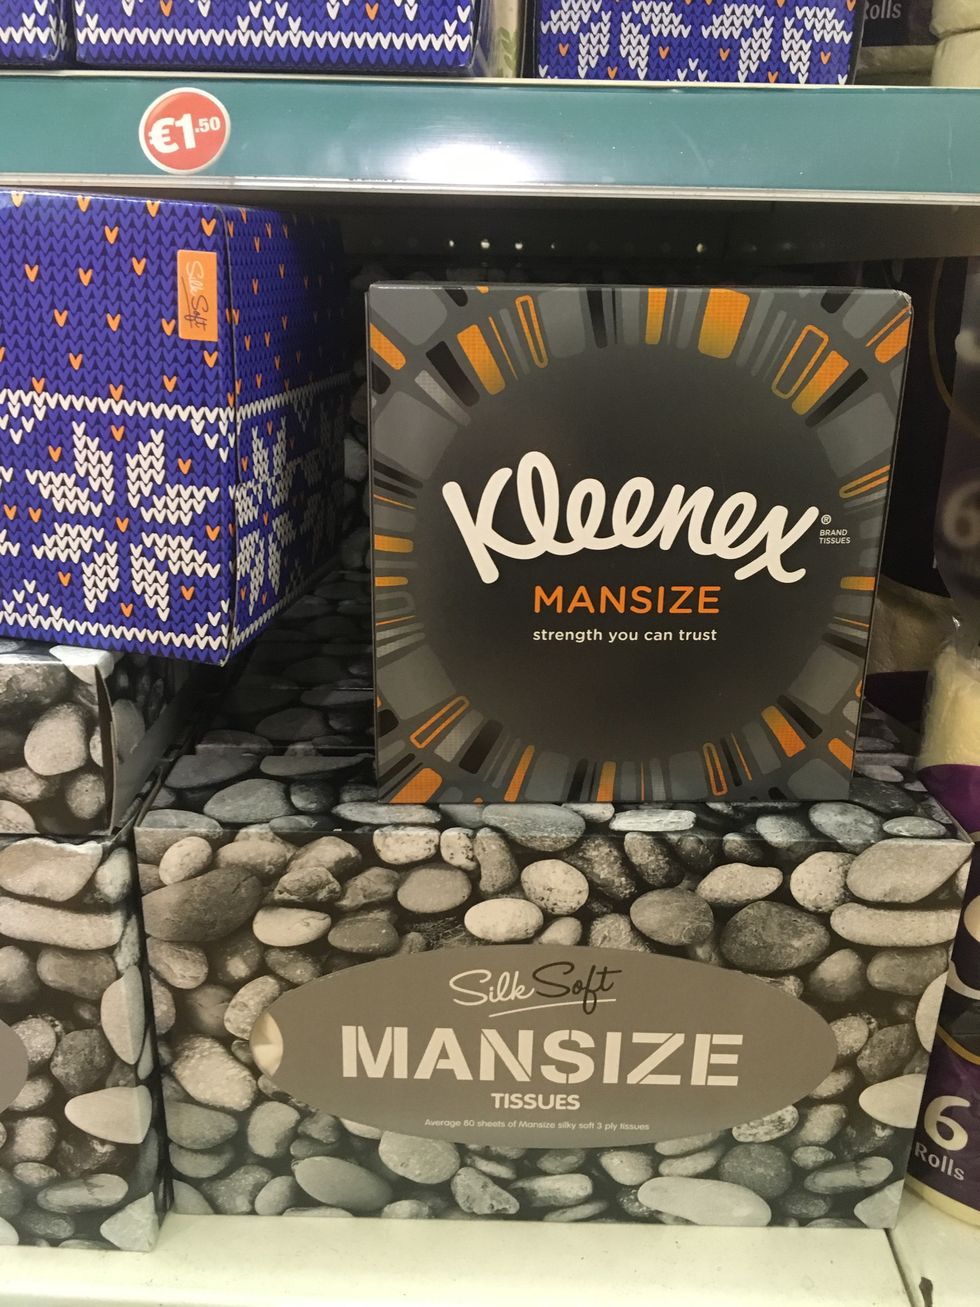 Rolls
€1.50
Silk Soft
Kleenex®
BRAND
TISSUES
MANSIZE
strength you can trust
Silk Soft
MANSIZE
TISSUES
Average 80 sheets of Mansize silky soft 3 ply tissues
6
Rolls